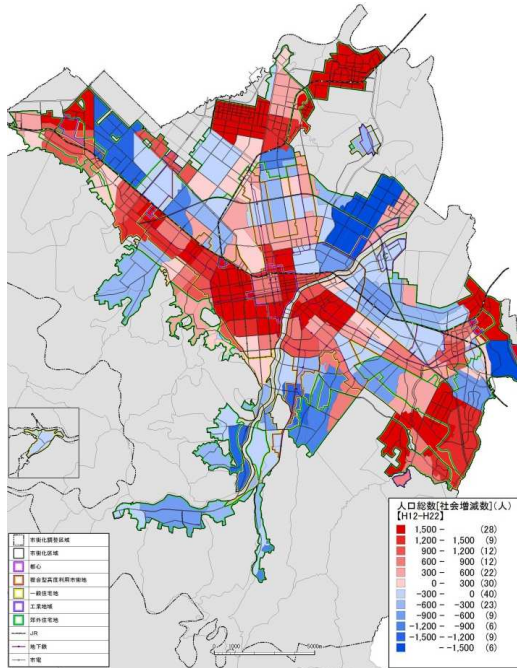 人口総数[社会増減数](人)
【H12-H22】
1,500 - (28)
1,200 - 1,500 (9)
900 - 1,200 (12)
600 - 900 (12)
300 - 600 (22)
0 - 300 (30)
-300 - 0 (40)
-600 - -300 (23)
-900 - -600 (9)
-1,200 - -900 (6)
-1,500 - -1,200 (9)
- -1,500 (6)
市街化調整区域
市街化区域
都心
複合型高度利用市街地
一般住宅地
工業地域
郊外住宅地
JR
地下鉄
市電